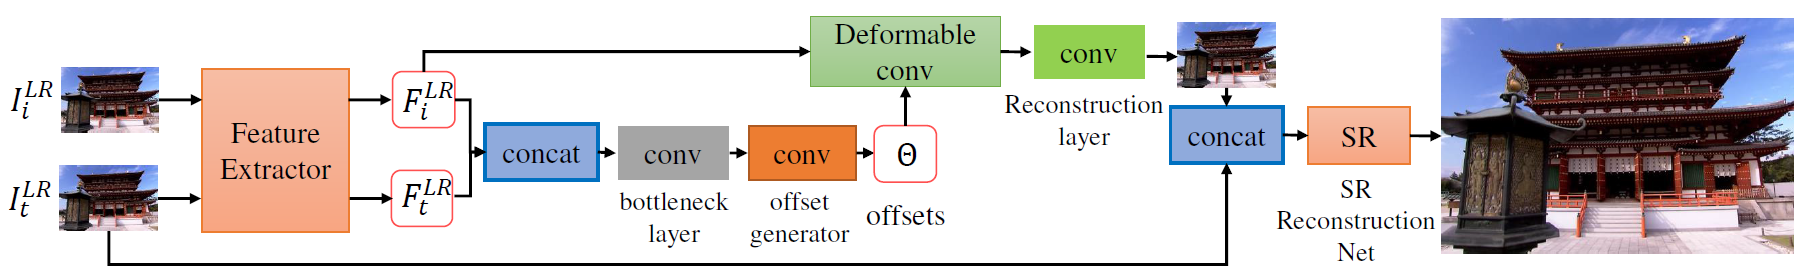 I_i^{LR}
I_t^{LR}
Feature
Extractor
F_i^{LR}
F_t^{LR}
concat
conv
bottleneck
layer
conv
offset
generator
Θ
offsets
Deformable
conv
conv
Reconstruction
layer
concat
SR
SR
Reconstruction
Net